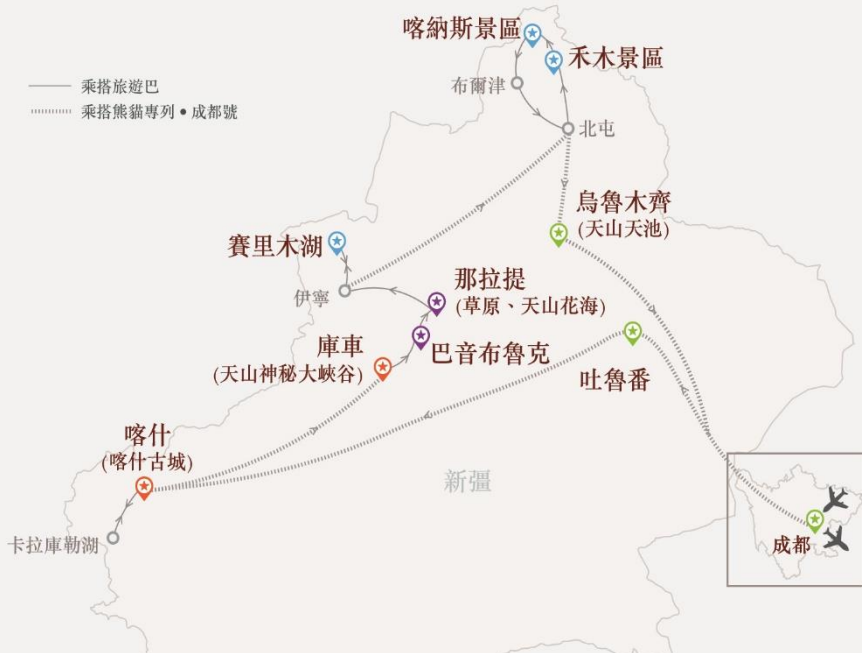 喀納斯景區
禾木景區
乘搭旅遊巴
乘搭熊貓專列•成都號
布爾津
北屯
烏魯木齊
(天山天池)
賽里木湖
伊寧
那拉提
(草原、天山花海)
庫車
(天山神秘大峽谷)
巴音布魯克
吐魯番
喀什
(喀什古城)
新疆
卡拉庫勒湖
成都